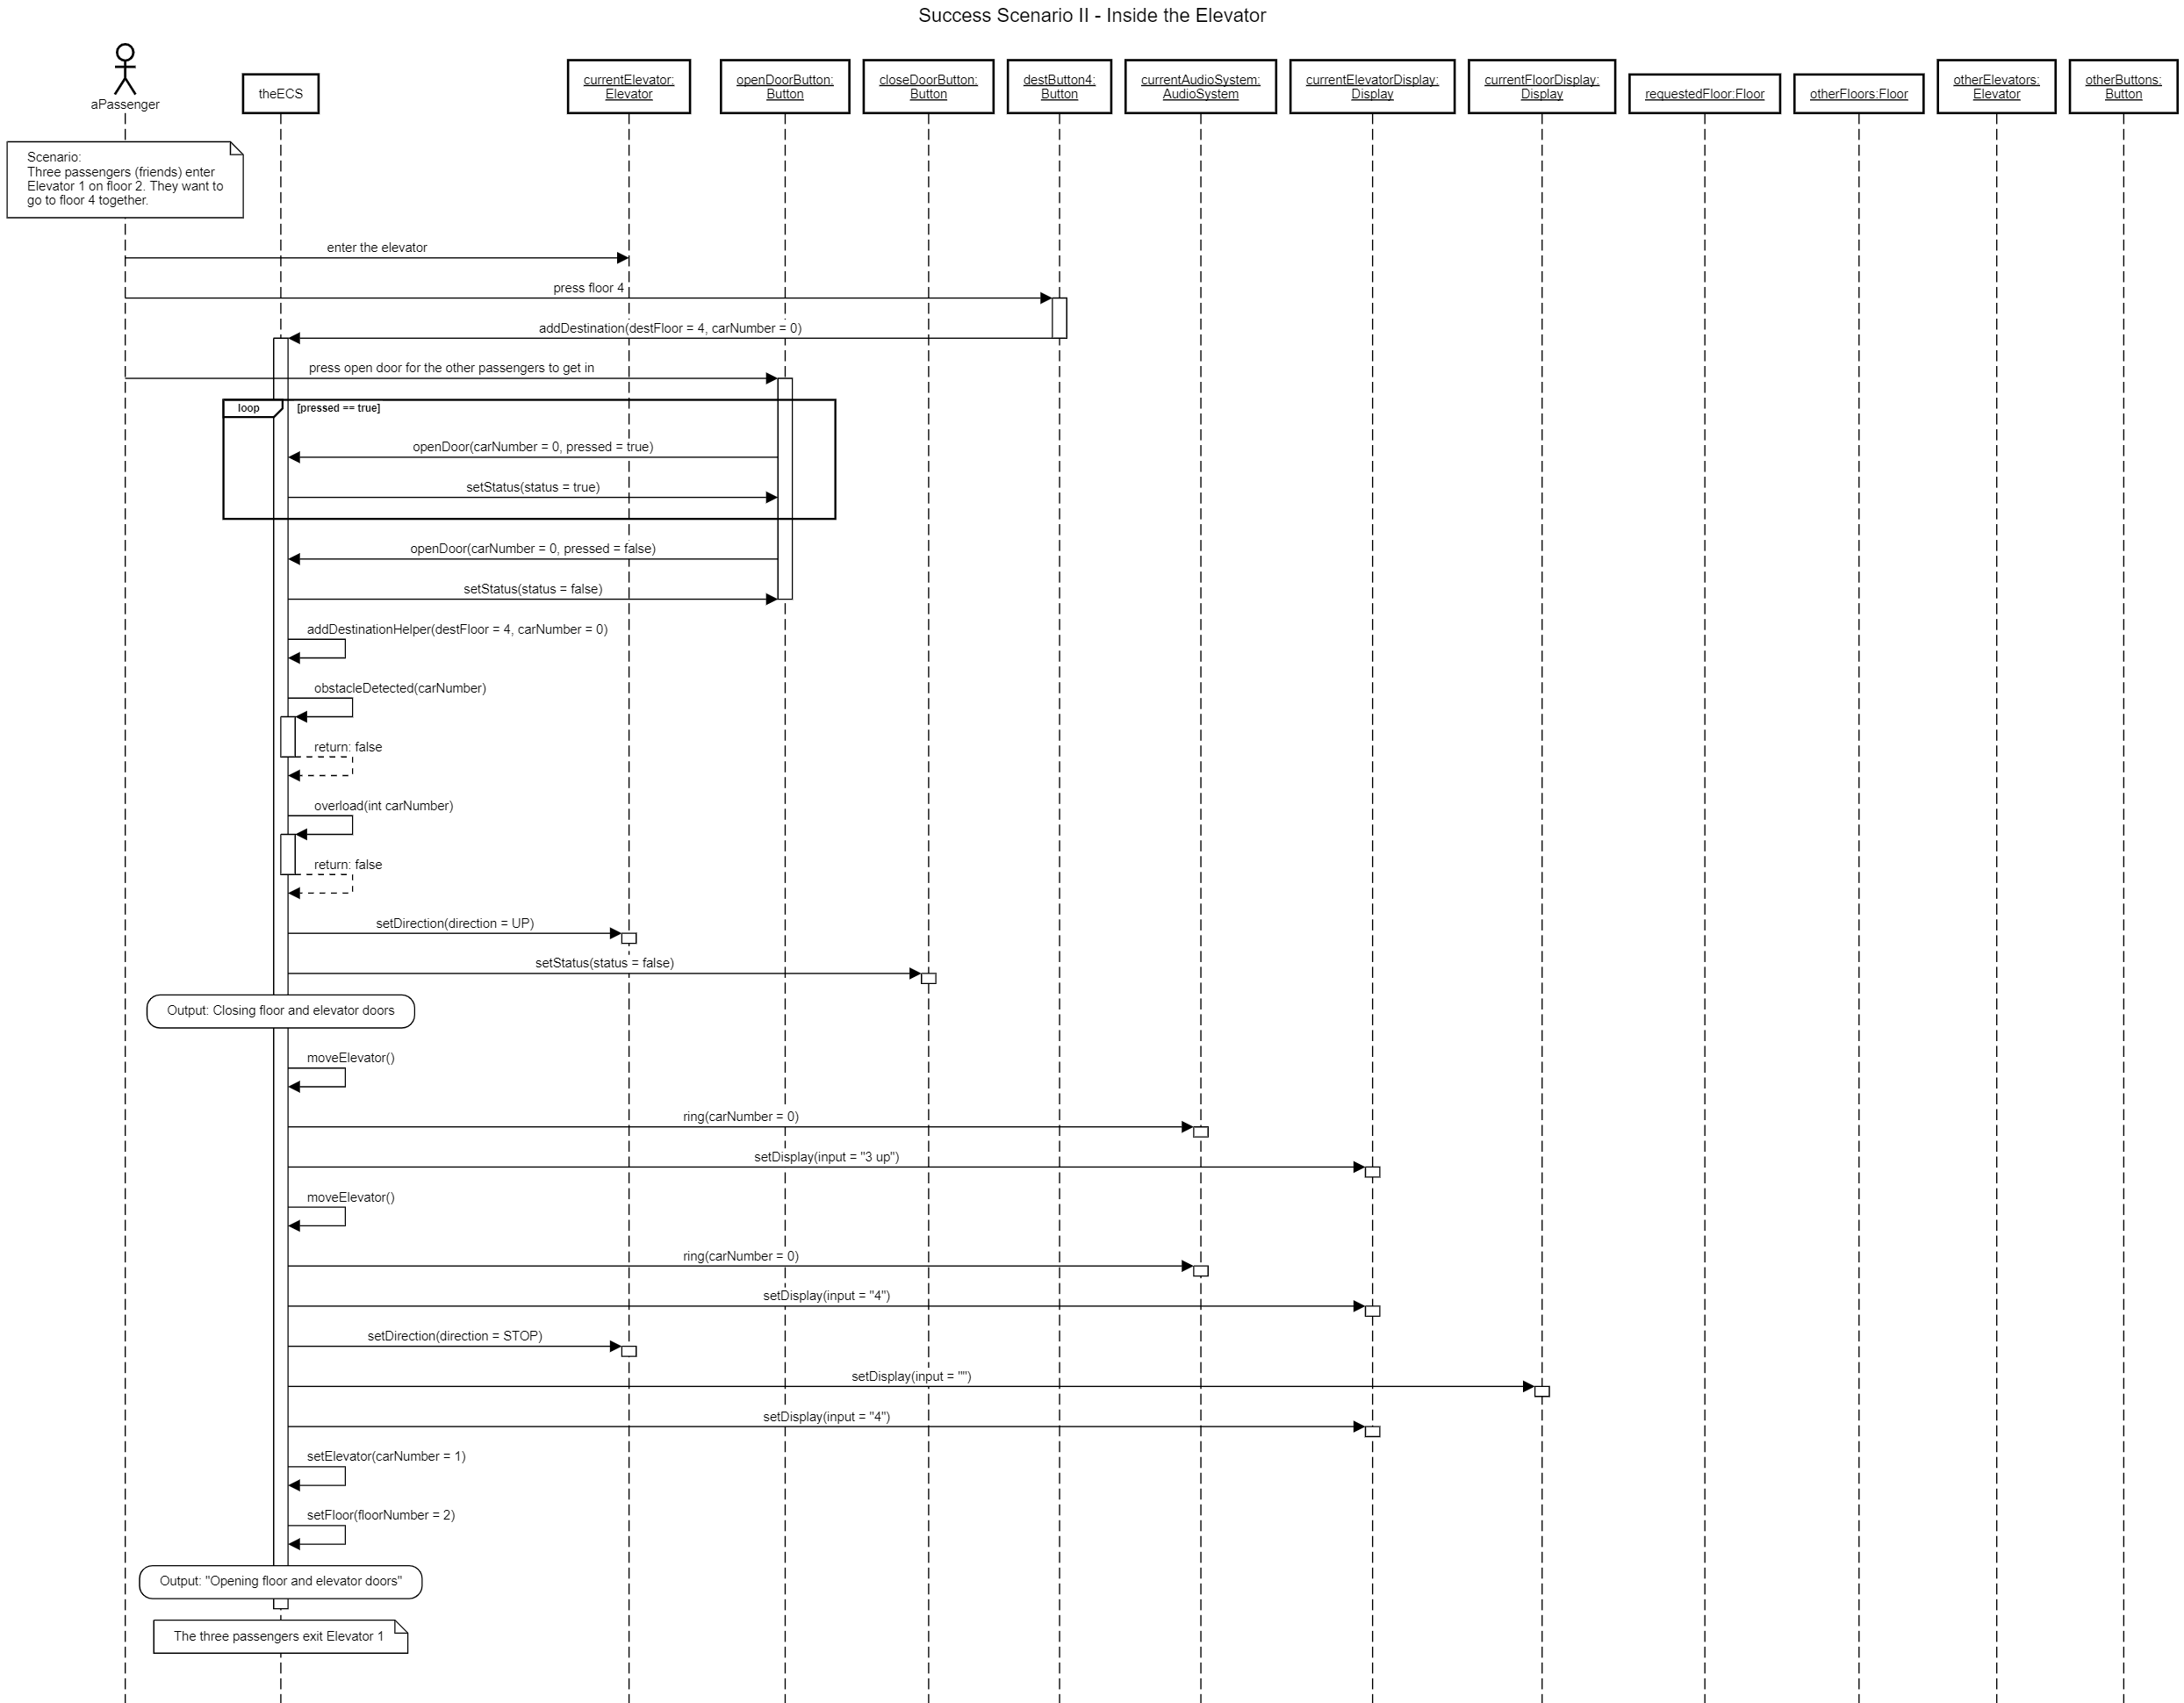 Success Scenario II - Inside the Elevator
aPassenger
theECS
currentElevator:
Elevator
openDoorButton:
Button
closeDoorButton:
Button
destButton4:
Button
currentAudioSystem:
AudioSystem
currentElevatorDisplay:
Display
currentFloorDisplay:
Display
requestedFloor:Floor
otherFloors:Floor
otherElevators:
Elevator
otherButtons:
Button
Scenario:
Three passengers (friends) enter
Elevator 1 on floor 2. They want to
go to floor 4 together.
enter the elevator
press floor 4
addDestination(destFloor = 4, carNumber = 0)
press open door for the other passengers to get in
loop [pressed == true]
openDoor(carNumber = 0, pressed = true)
setStatus(status = true)
openDoor(carNumber = 0, pressed = false)
setStatus(status = false)
addDestinationHelper(destFloor = 4, carNumber = 0)
obstacleDetected(carNumber)
return: false
overload(int carNumber)
return: false
setDirection(direction = UP)
setStatus(status = false)
Output: Closing floor and elevator doors
moveElevator()
ring(carNumber = 0)
setDisplay(input = "3 up")
moveElevator()
ring(carNumber = 0)
setDisplay(input = "4")
setDirection(direction = STOP)
setDisplay(input = "")
setDisplay(input = "4")
setElevator(carNumber = 1)
setFloor(floorNumber = 2)
Output: "Opening floor and elevator doors"
The three passengers exit Elevator 1